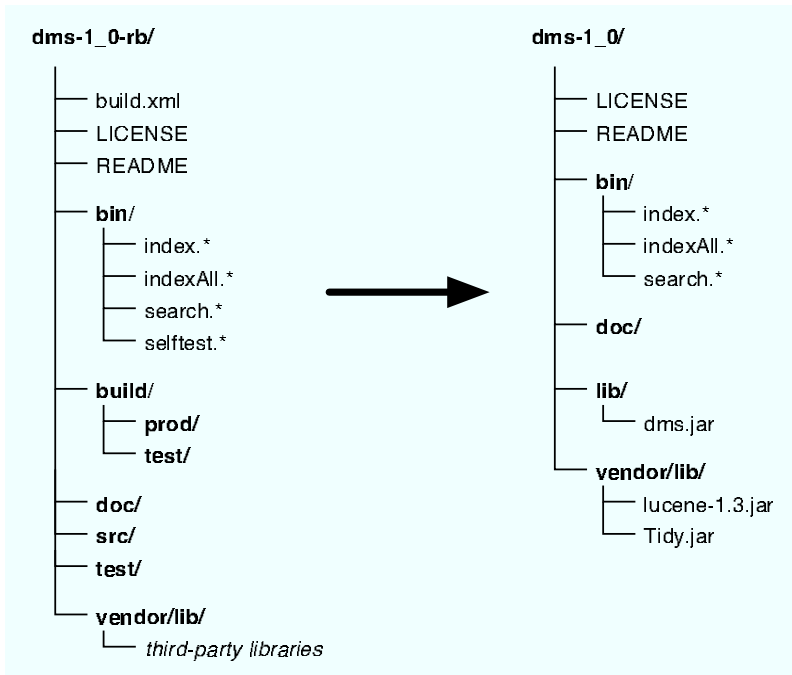 dms-1_0-rb/
build.xml
LICENSE
README
bin/
index.*
indexAll.*
search.*
selftest.*
build/
prod/
test/
doc/
src/
test/
vendor/lib/
third-party libraries
dms-1_0/
LICENSE
README
bin/
index.*
indexAll.*
search.*
doc/
lib/
dms.jar
vendor/lib/
lucene-1.3.jar
Tidy.jar